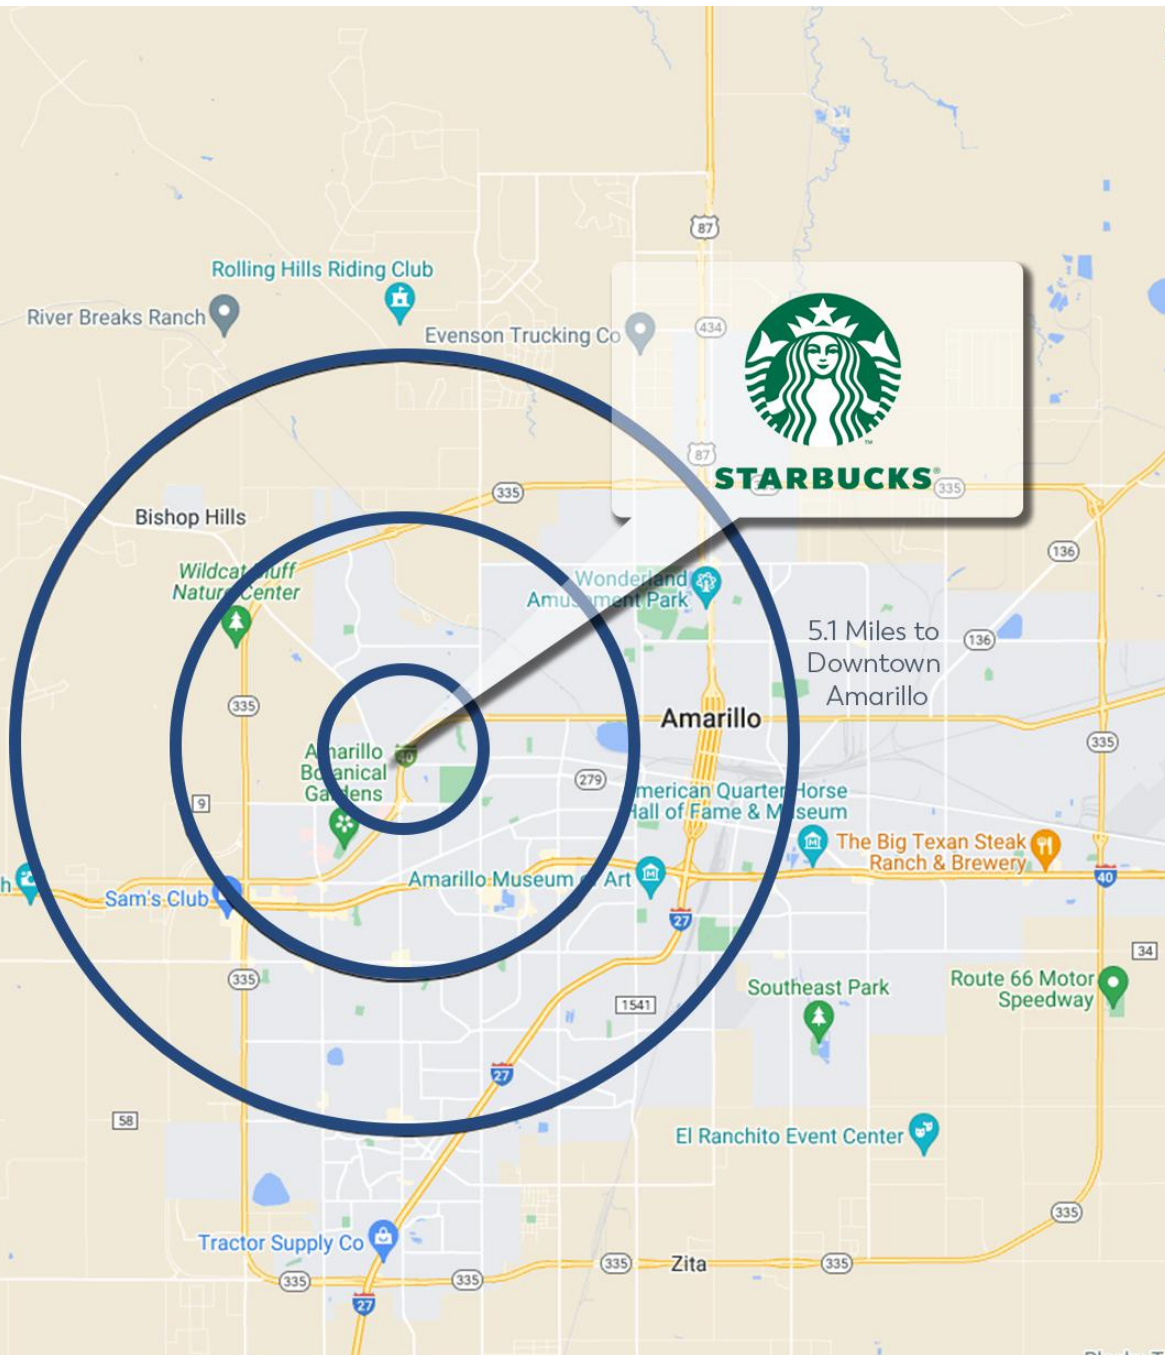 87
Rolling Hills Riding Club
River Breaks Ranch
Evenson Trucking Co
434
87
STARBUCKS®
TM
335
335
Bishop Hills
136
Wildcat Bluff
Nature Center
Wonderland
Amusement Park
5.1 Miles to
Downtown
Amarillo
136
335
Amarillo
335
Amarillo
Botanical
Gardens
40
279
9
American Quarter Horse
Hall of Fame & Museum
The Big Texan Steak
Ranch & Brewery
h
Amarillo Museum of Art
40
Sam's Club
27
34
335
Southeast Park
Route 66 Motor
Speedway
1541
27
58
El Ranchito Event Center
335
Tractor Supply Co
335
Zita
335
335
335
27